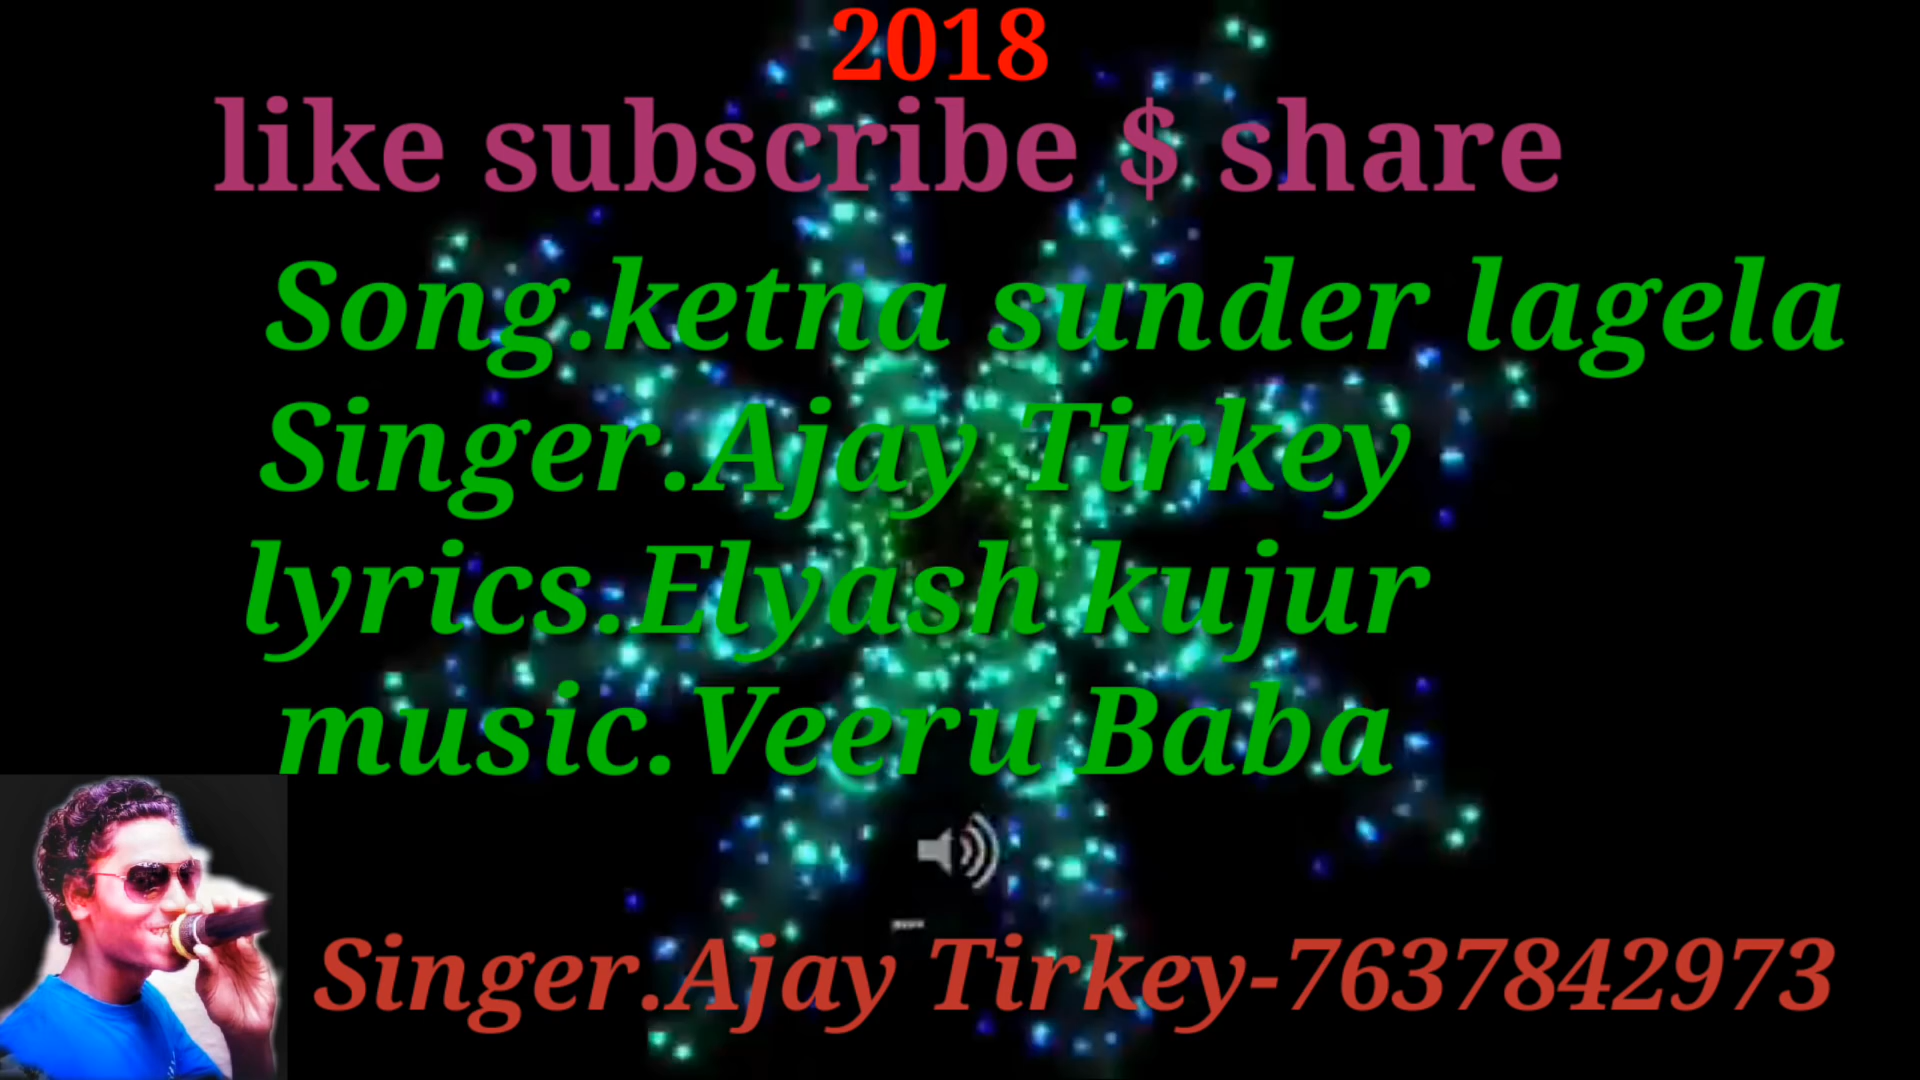 2018
like subscribe $ share
Song.ketna sunder lagela
Singer.Ajay Tirkey
lyrics.Elyash kujur
music.Veeru Baba
Singer.Ajay Tirkey-7637842973